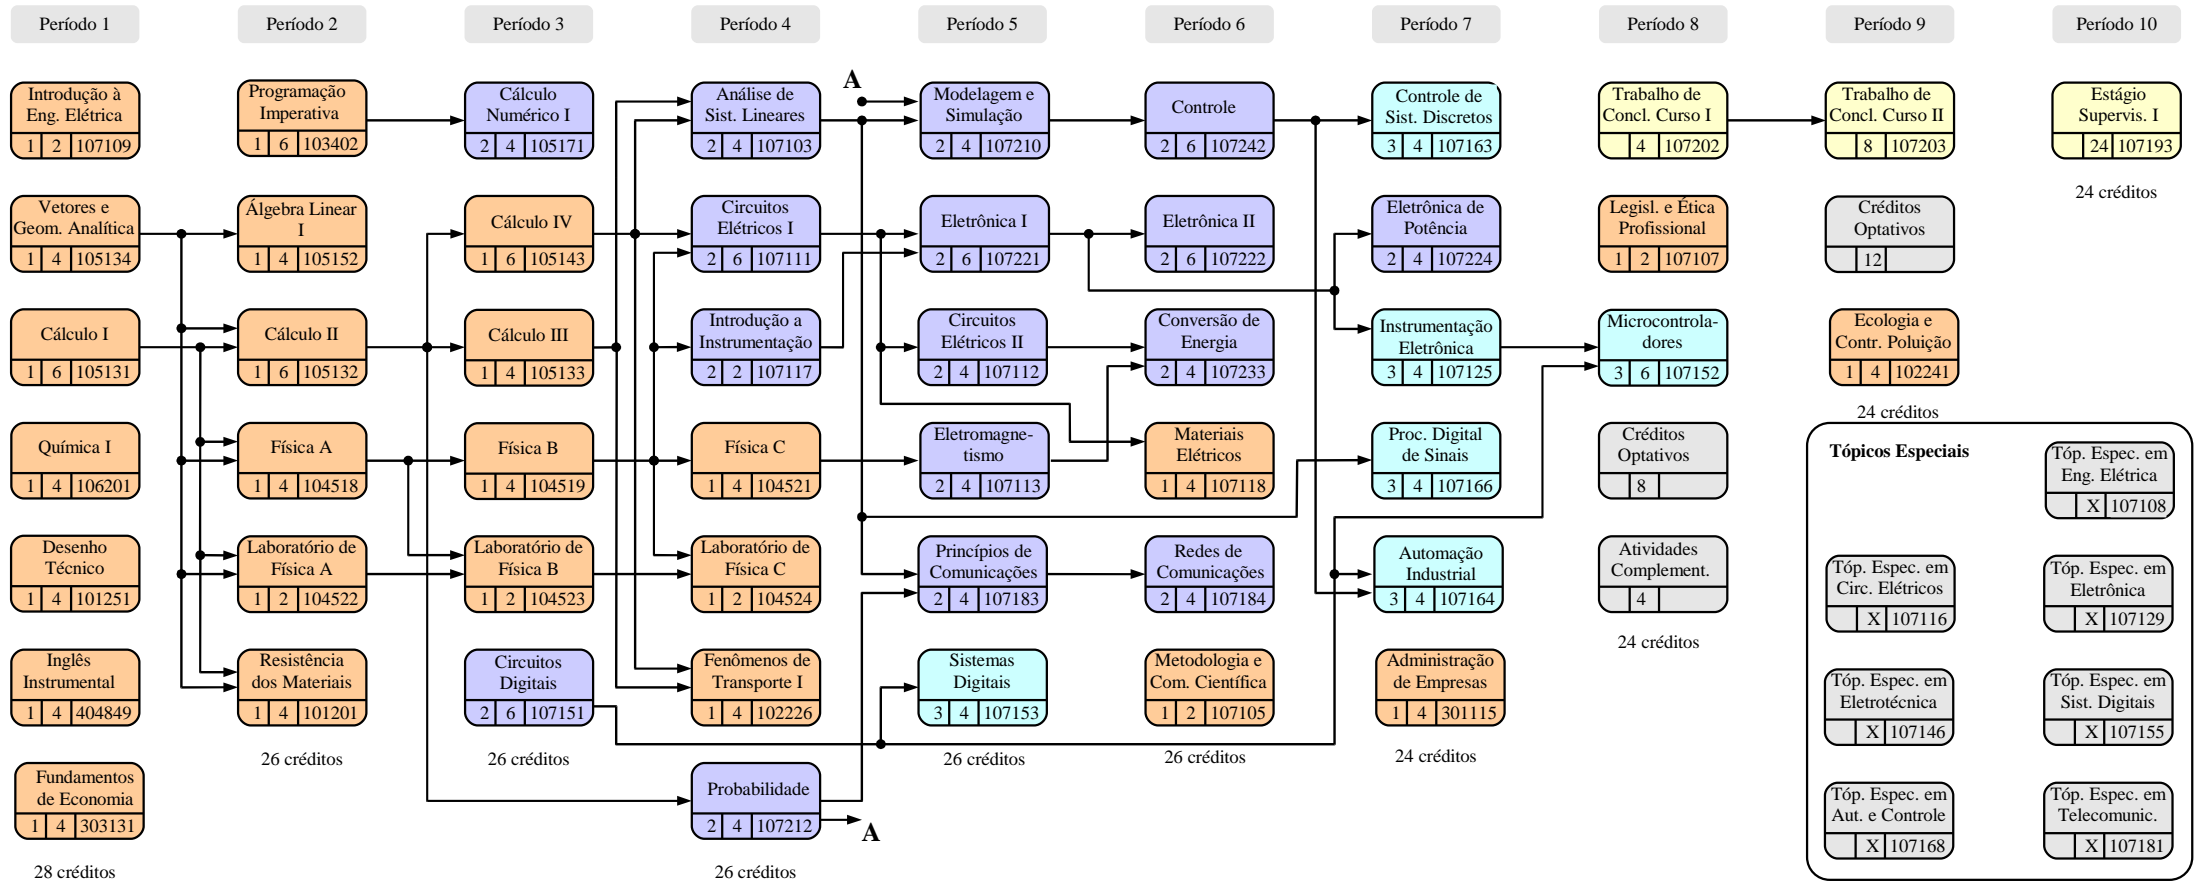 Período 1
Período 2
Período 3
Período 4
Período 5
Período 6
Período 7
Período 8
Período 9
Período 10
Introdução à
Eng. Elétrica
1 2 107109
Vetores e
Geom. Analítica
1 4 105134
Cálculo I
1 6 105131
Química I
1 4 106201
Desenho
Técnico
1 4 101251
Inglês
Instrumental
1 4 404849
Fundamentos
de Economia
1 4 303131
28 créditos
Programação
Imperativa
1 6 103402
Álgebra Linear
I
1 4 105152
Cálculo II
1 6 105132
Física A
1 4 104518
Laboratório de
Física A
1 2 104522
Resistência
dos Materiais
1 4 101201
26 créditos
Cálculo
Numérico I
2 4 105171
Cálculo IV
1 6 105143
Cálculo III
1 4 105133
Física B
1 4 104519
Laboratório de
Física B
1 2 104523
Circuitos
Digitais
2 6 107151
26 créditos
Análise de
Sist. Lineares
2 4 107103
Circuitos
Elétricos I
2 6 107111
Introdução a
Instrumentação
2 2 107117
Física C
1 4 104521
Laboratório de
Física C
1 2 104524
Fenômenos de
Transporte I
1 4 102226
Probabilidade
2 4 107212
A
26 créditos
A
Modelagem e
Simulação
2 4 107210
Eletrônica I
2 6 107221
Circuitos
Elétricos II
2 4 107112
Eletromagne-
tismo
2 4 107113
Princípios de
Comunicações
2 4 107183
Sistemas
Digitais
3 4 107153
26 créditos
Controle
2 6 107242
Eletrônica II
2 6 107222
Conversão de
Energia
2 4 107233
Materiais
Elétricos
1 4 107118
Redes de
Comunicações
2 4 107184
Metodologia e
Com. Científica
1 2 107105
26 créditos
Controle de
Sist. Discretos
3 4 107163
Eletrônica de
Potência
2 4 107224
Instrumentação
Eletrônica
3 4 107125
Proc. Digital
de Sinais
3 4 107166
Automação
Industrial
3 4 107164
Administração
de Empresas
1 4 301115
24 créditos
Trabalho de
Concl. Curso I
4 107202
Legisl. e Ética
Profissional
1 2 107107
Microcontrola-
dores
3 6 107152
Créditos
Optativos
8
Atividades
Complement.
4
24 créditos
Trabalho de
Concl. Curso II
8 107203
Créditos
Optativos
12
Ecologia e
Contr. Poluição
1 4 102241
24 créditos
Estágio
Supervis. I
24 107193
24 créditos
Tópicos Especiais
Tóp. Espec. em
Eng. Elétrica
X 107108
Tóp. Espec. em
Circ. Elétricos
X 107116
Tóp. Espec. em
Eletrônica
X 107129
Tóp. Espec. em
Eletrotécnica
X 107146
Tóp. Espec. em
Sist. Digitais
X 107155
Tóp. Espec. em
Aut. e Controle
X 107168
Tóp. Espec. em
Telecomunic.
X 107181